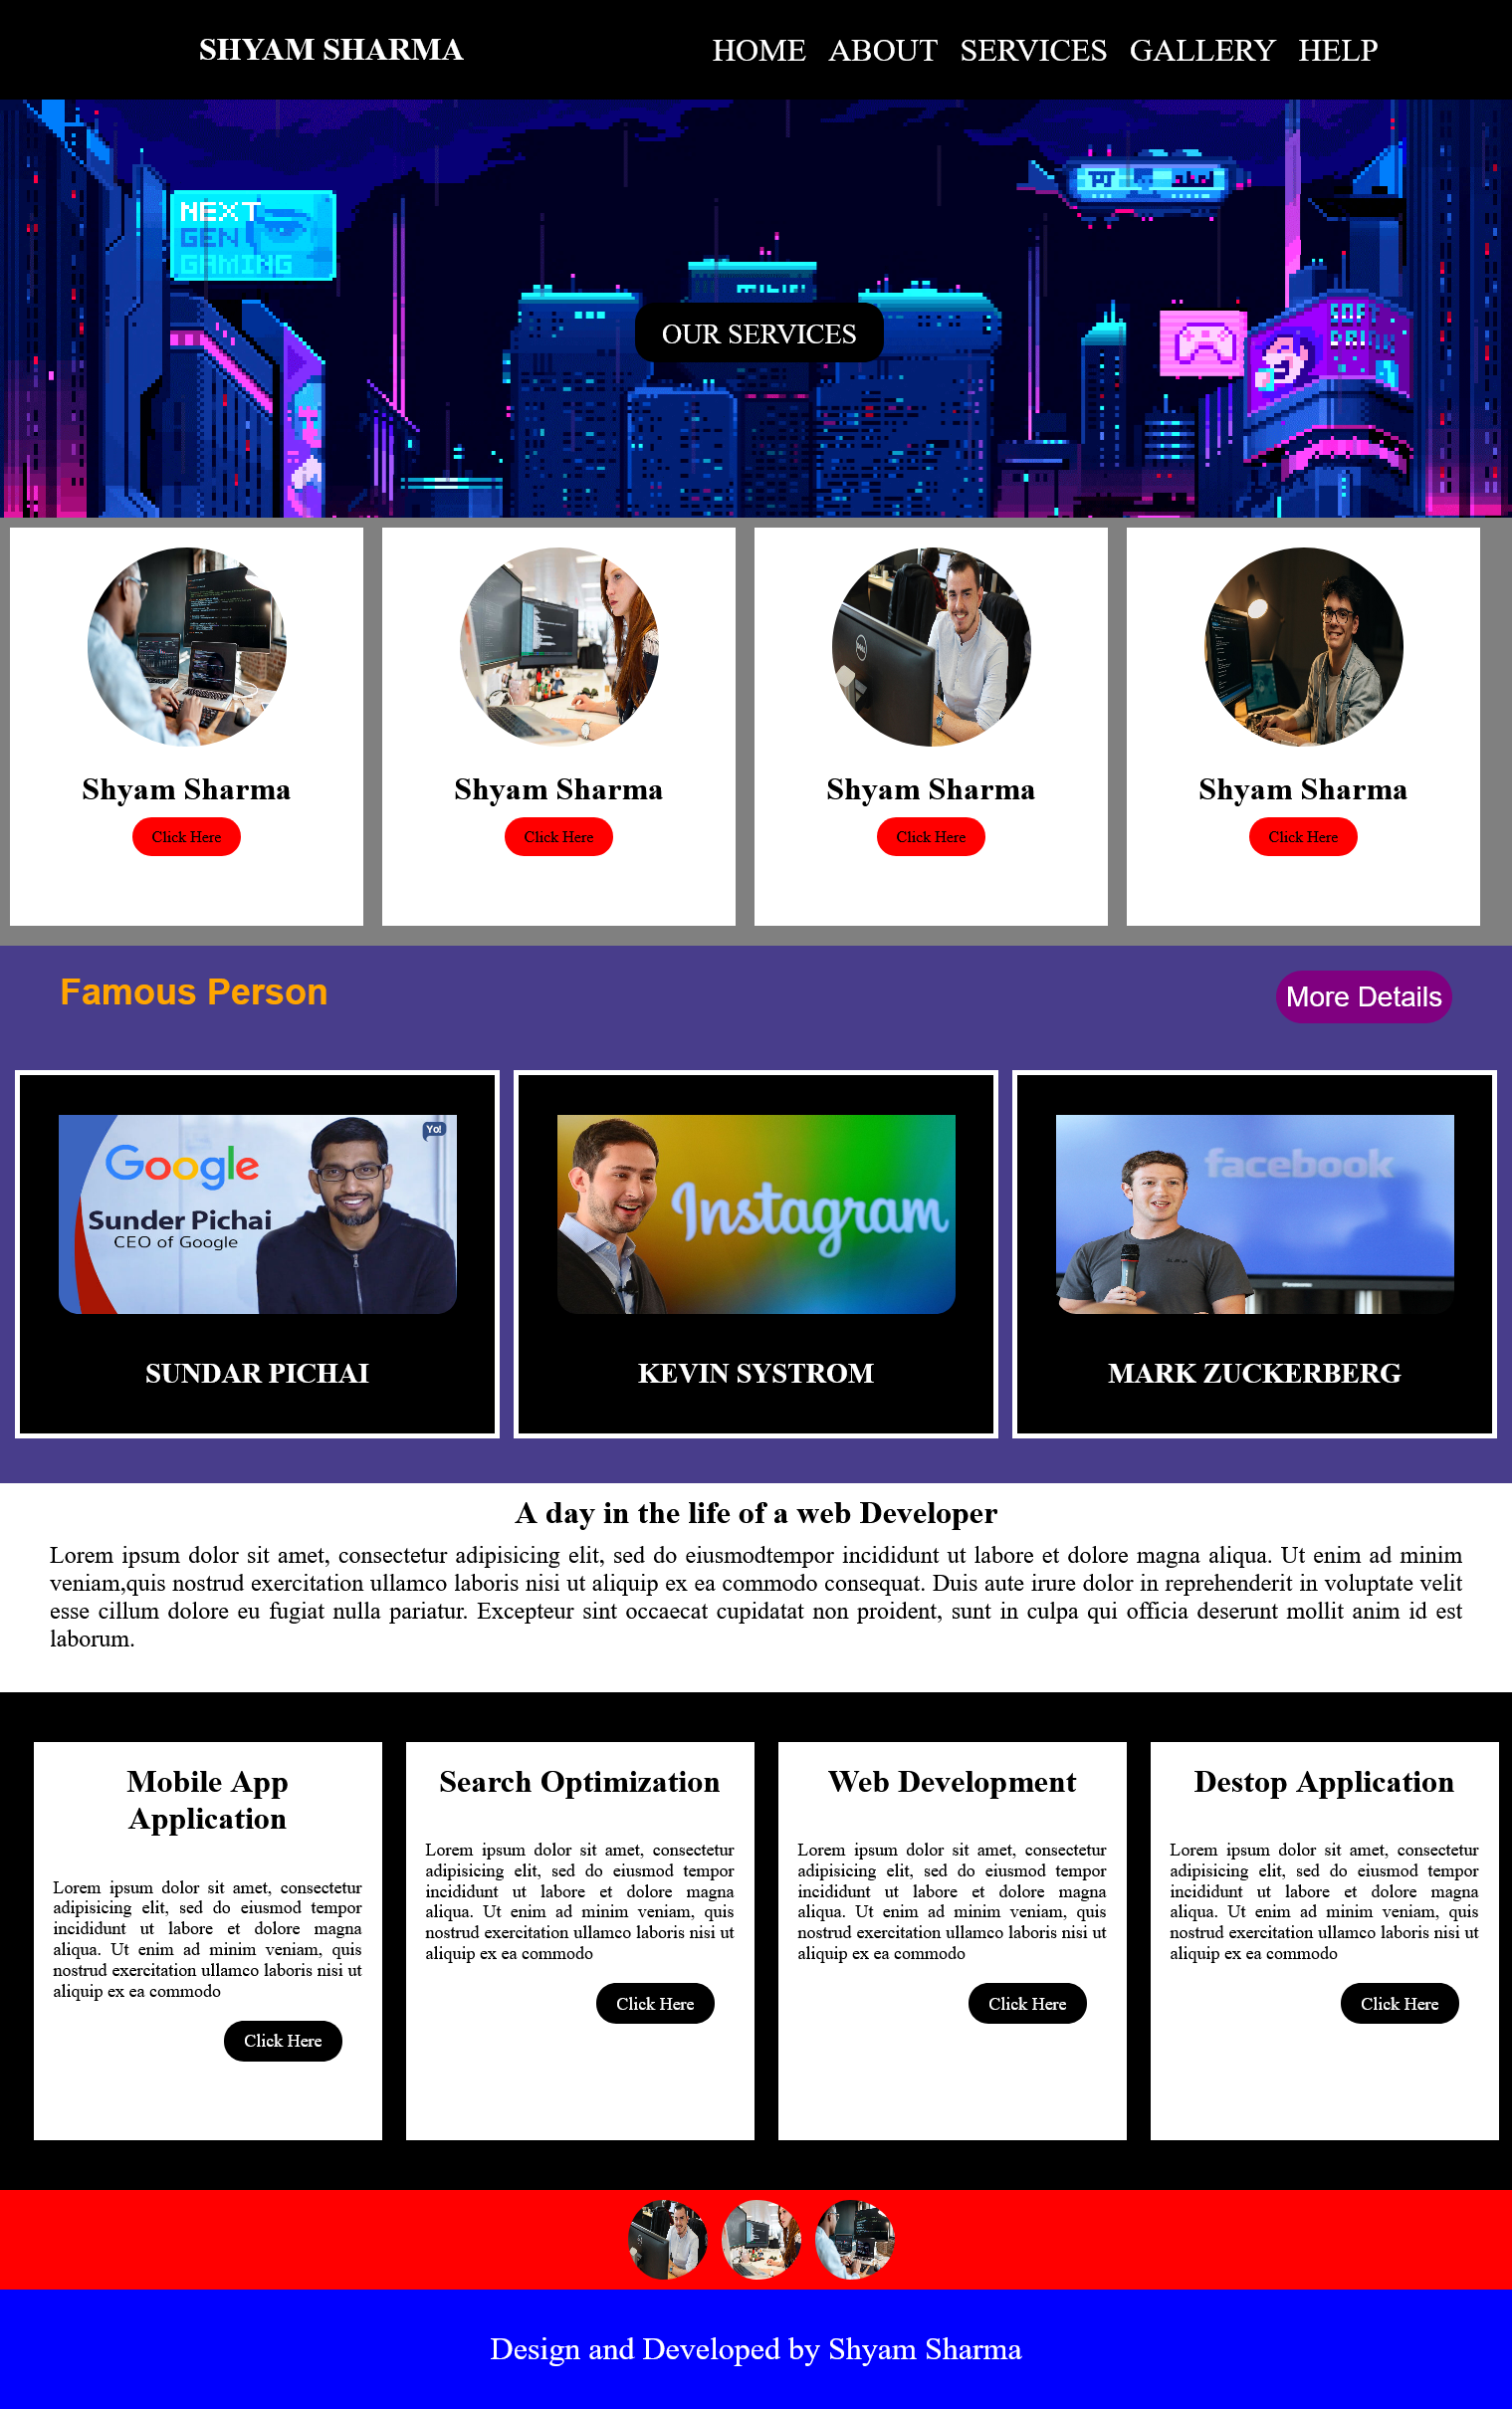 SHYAM SHARMA
HOME ABOUT SERVICES GALLERY HELP
NEXT
GEN
GAMING
OUR SERVICES
SOFT
Shyam Sharma
Click Here
Shyam Sharma
Click Here
Shyam Sharma
Click Here
Shyam Sharma
Click Here
Famous Person
More Details
Yo!
Google
Sunder Pichai
CEO of Google
Instagram
facebook
Panasonic
SUNDAR PICHAI
KEVIN SYSTROM
MARK ZUCKERBERG
A day in the life of a web Developer
Lorem ipsum dolor sit amet, consectetur adipisicing elit, sed do eiusmodtempor incididunt ut labore et dolore magna aliqua. Ut enim ad minim
veniam,quis nostrud exercitation ullamco laboris nisi ut aliquip ex ea commodo consequat. Duis aute irure dolor in reprehenderit in voluptate velit
esse cillum dolore eu fugiat nulla pariatur. Excepteur sint occaecat cupidatat non proident, sunt in culpa qui officia deserunt mollit anim id est
laborum.
Mobile App
Application
Lorem ipsum dolor sit amet, consectetur
adipisicing elit, sed do eiusmod tempor
incididunt ut labore et dolore magna
aliqua. Ut enim ad minim veniam, quis
nostrud exercitation ullamco laboris nisi ut
aliquip ex ea commodo
Click Here
Search Optimization
Lorem ipsum dolor sit amet, consectetur
adipisicing elit, sed do eiusmod tempor
incididunt ut labore et dolore magna
aliqua. Ut enim ad minim veniam, quis
nostrud exercitation ullamco laboris nisi ut
aliquip ex ea commodo
Click Here
Web Development
Lorem ipsum dolor sit amet, consectetur
adipisicing elit, sed do eiusmod tempor
incididunt ut labore et dolore magna
aliqua. Ut enim ad minim veniam, quis
nostrud exercitation ullamco laboris nisi ut
aliquip ex ea commodo
Click Here
Destop Application
Lorem ipsum dolor sit amet, consectetur
adipisicing elit, sed do eiusmod tempor
incididunt ut labore et dolore magna
aliqua. Ut enim ad minim veniam, quis
nostrud exercitation ullamco laboris nisi ut
aliquip ex ea commodo
Click Here
Design and Developed by Shyam Sharma